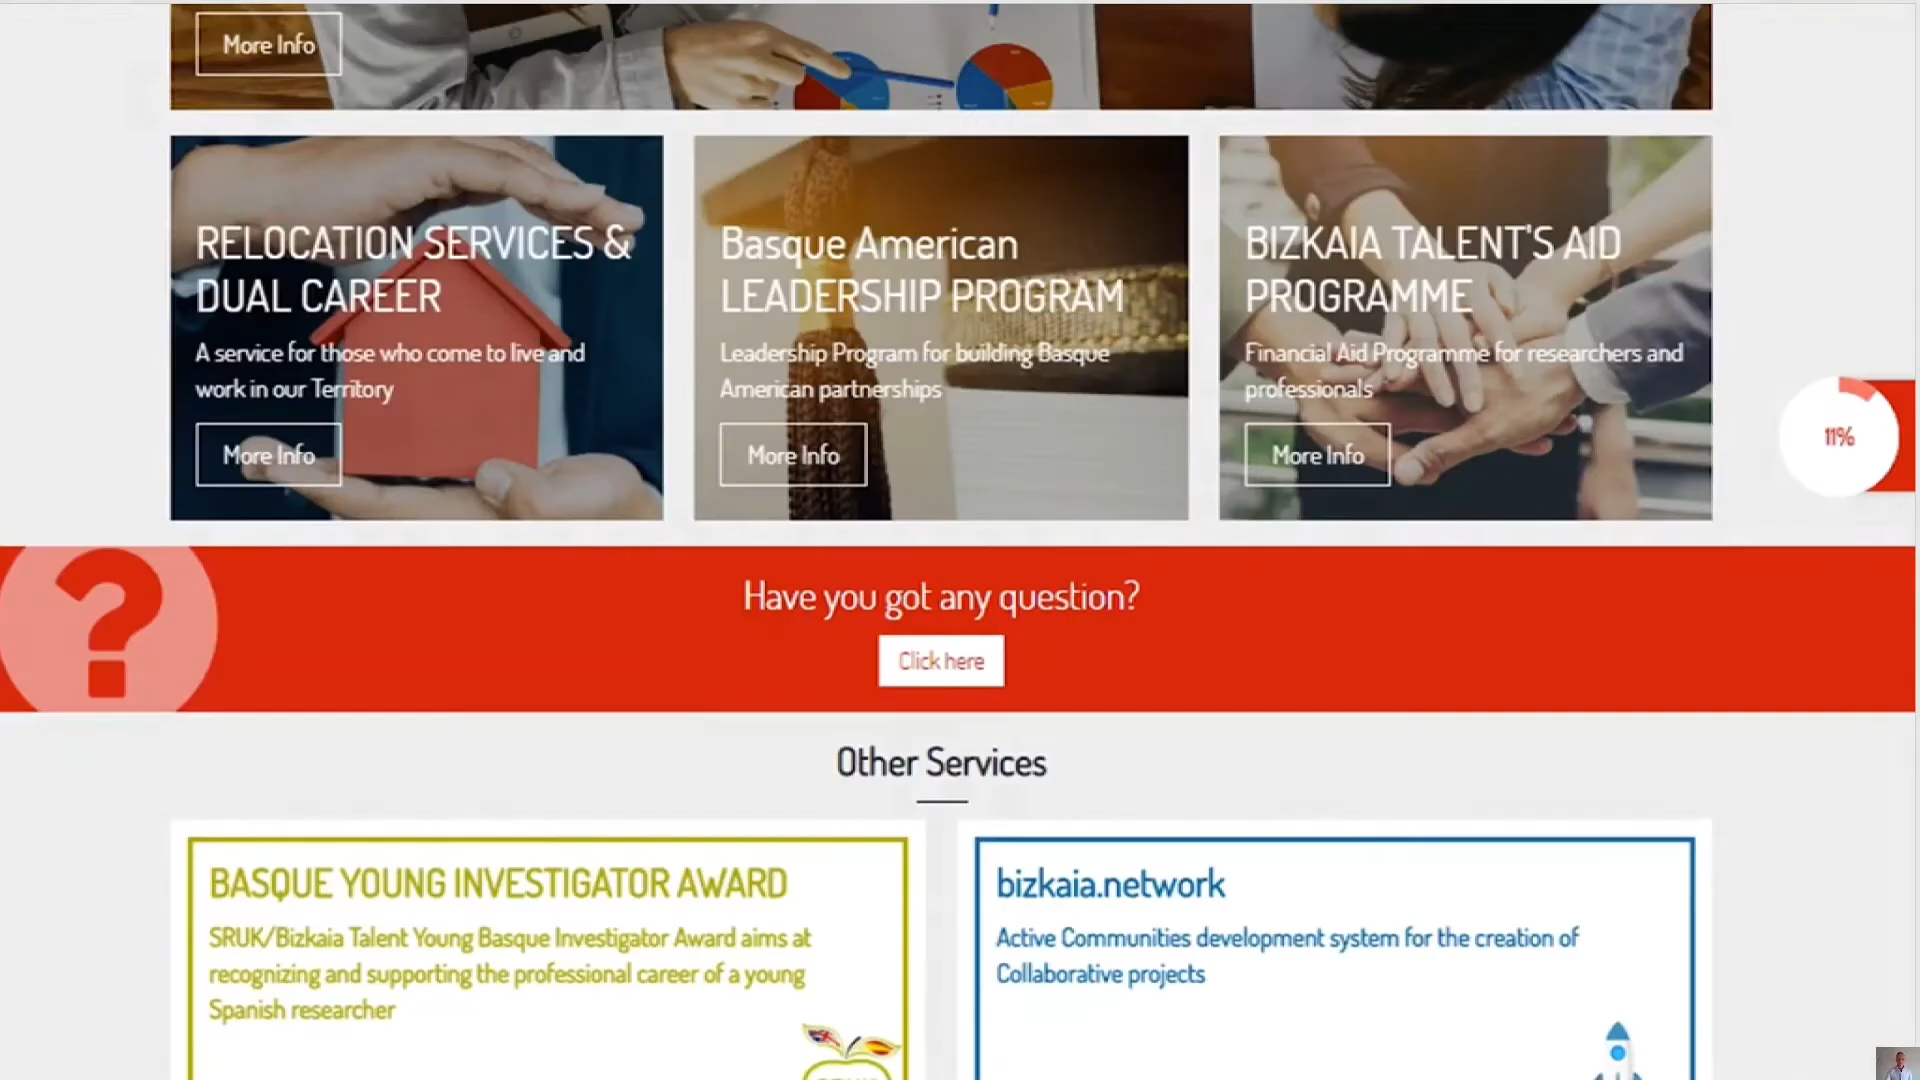 More Info
RELOCATION SERVICES &
DUAL CAREER
A service for those who come to live and
work in our Territory
More Info
Basque American
LEADERSHIP PROGRAM
Leadership Program for building Basque
American partnerships
More Info
BIZKAIA TALENT'S AID
PROGRAMME
Financial Aid Programme for researchers and
professionals
More Info
11%
Have you got any question?
Click here
Other Services
BASQUE YOUNG INVESTIGATOR AWARD
SRUK/Bizkaia Talent Young Basque Investigator Award aims at
recognizing and supporting the professional career of a young
Spanish researcher
bizkaia.network
Active Communities development system for the creation of
Collaborative projects